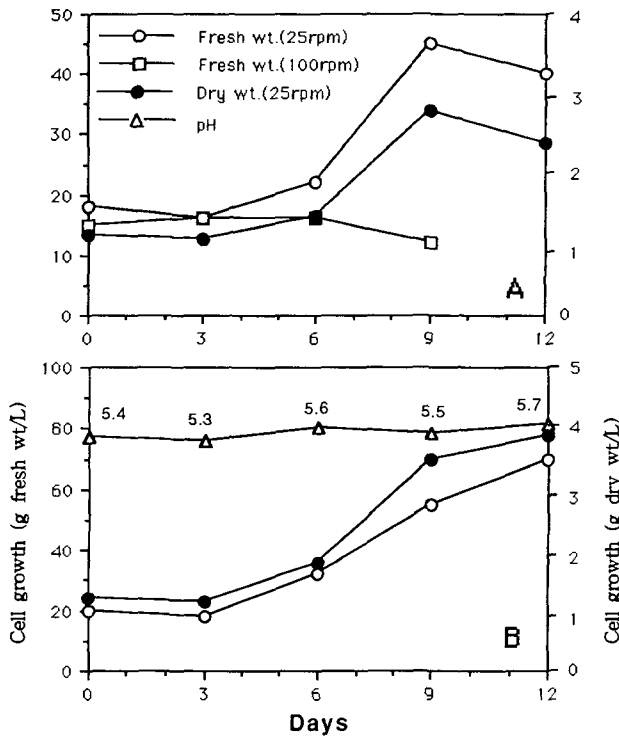 50
40
30
20
10
0
4
3
2
1
0
Fresh wt.(25rpm)
Fresh wt.(100rpm)
Dry wt.(25rpm)
pH
A
0 3 6 9 12
100
80
60
40
20
0
5
4
3
2
1
0
5.4 5.3 5.6 5.5 5.7
B
0 3 6 9 12
Cell growth (g fresh wt/L)
Cell growth (g dry wt/L)
Days